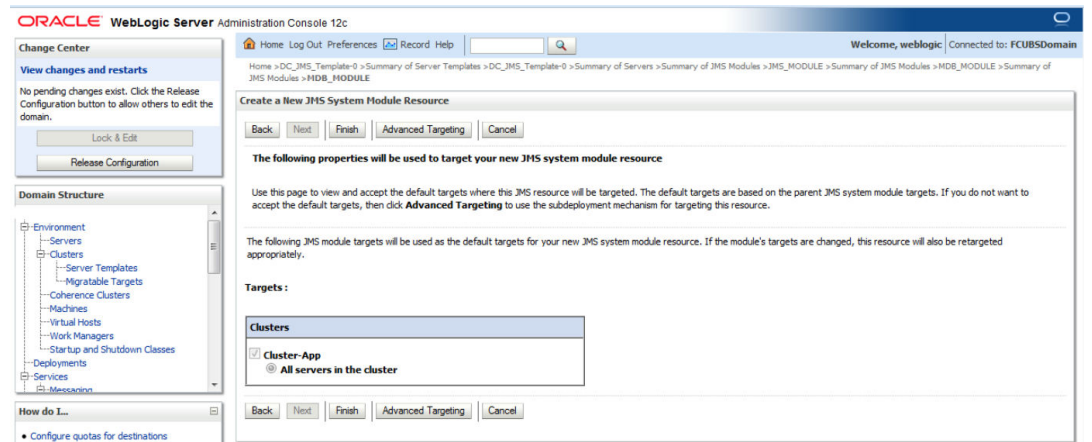 ORACLE WebLogic Server Administration Console 12c
Change Center
View changes and restarts
No pending changes exist. Click the Release
Configuration button to allow others to edit the
domain.
Lock & Edit
Release Configuration
Domain Structure
Environment
Servers
Clusters
Server Templates
Migratable Targets
Coherence Clusters
Machines
Virtual Hosts
Work Managers
Startup and Shutdown Classes
Deployments
Services
Messaging
How do I...
Configure quotas for destinations
Home Log Out Preferences Record Help
Welcome, weblogic Connected to: FCUBSDomain
Home >DC_JMS_Template-0 >Summary of Server Templates >DC_JMS_Template-0 >Summary of Servers >Summary of JMS Modules >JMS_MODULE >Summary of JMS Modules >MDB_MODULE >Summary of
JMS Modules >MDB_MODULE
Create a New JMS System Module Resource
Back Next Finish Advanced Targeting Cancel
The following properties will be used to target your new JMS system module resource
Use this page to view and accept the default targets where this JMS resource will be targeted. The default targets are based on the parent JMS system module targets. If you do not want to
accept the default targets, then click Advanced Targeting to use the subdeployment mechanism for targeting this resource.
The following JMS module targets will be used as the default targets for your new JMS system module resource. If the module's targets are changed, this resource will also be retargeted
appropriately.
Targets :
Clusters
Cluster-App
All servers in the cluster
Back Next Finish Advanced Targeting Cancel